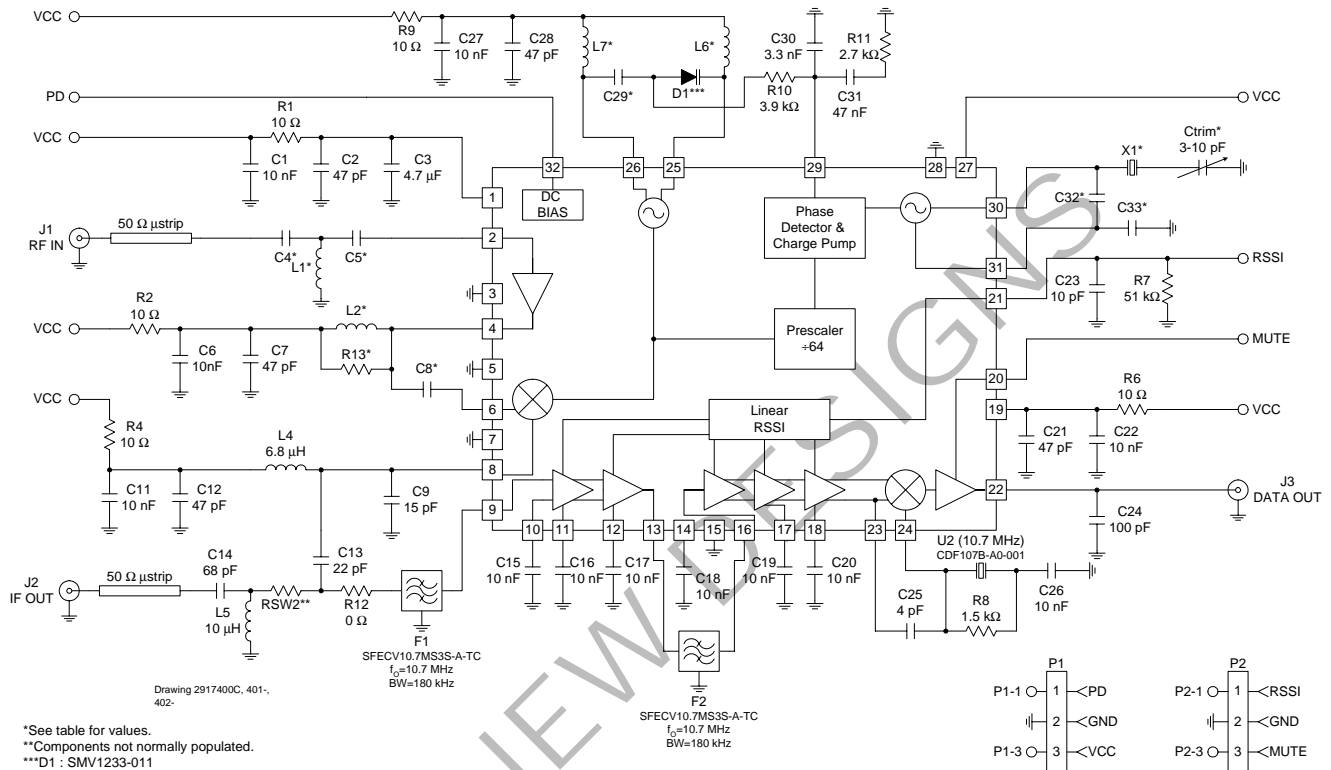 VCC
R9
10 Ω
C27
10 nF
C28
47 pF
L7*
L6*
C29*
D1***
C30
3.3 nF
R11
2.7 kΩ
R10
3.9 kΩ
C31
47 nF
PD
VCC
R1
10 Ω
C1
10 nF
C2
47 pF
C3
4.7 µF
VCC
X1*
Ctrim*
3-10 pF
C32*
C33*
32
26
25
29
28
27
DC
BIAS
Phase
Detector &
Charge Pump
1
30
J1
RF IN
50 Ω µstrip
C4*
L1*
C5*
2
31
RSSI
C23
10 pF
R7
51 kΩ
21
3
VCC
R2
10 Ω
L2*
R13*
C6
10nF
C7
47 pF
C8*
4
Prescaler
÷64
MUTE
5
20
6
19
R6
10 Ω
VCC
C21
47 pF
C22
10 nF
VCC
R4
10 Ω
7
Linear
RSSI
L4
6.8 µH
8
C11
10 nF
C12
47 pF
C9
15 pF
9
22
J3
DATA OUT
C24
100 pF
10
11
12
13
14
15
16
17
18
23
24
U2 (10.7 MHz)
CDF107B-A0-001
C15
10 nF
C16
10 nF
C17
10 nF
C18
10 nF
C19
10 nF
C20
10 nF
C25
4 pF
R8
1.5 kΩ
C26
10 nF
J2
IF OUT
50 Ω µstrip
C14
68 pF
L5
10 µH
RSW2**
C13
22 pF
R12
0 Ω
F1
SFECV10.7MS3S-A-TC
fO=10.7 MHz
BW=180 kHz
F2
SFECV10.7MS3S-A-TC
fO=10.7 MHz
BW=180 kHz
P1
P1-1 1 PD
2 GND
P1-3 3 VCC
P2
P2-1 1 RSSI
2 GND
P2-3 3 MUTE
Drawing 2917400C, 401-,
402-
*See table for values.
**Components not normally populated.
***D1 : SMV1233-011
IEW DESIGNS